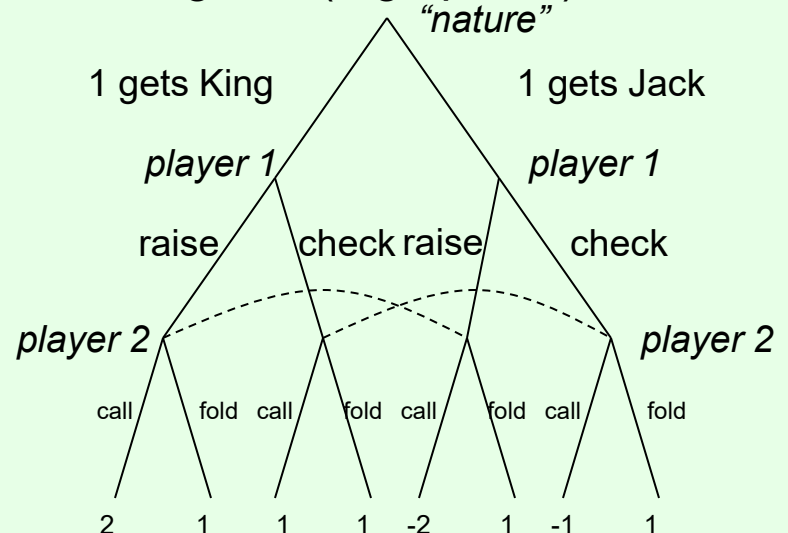 “nature”
1 gets King 1 gets Jack
player 1 player 1
raise check raise check
player 2 player 2
call fold call fold call fold call fold
2 1 1 1 -2 1 -1 1